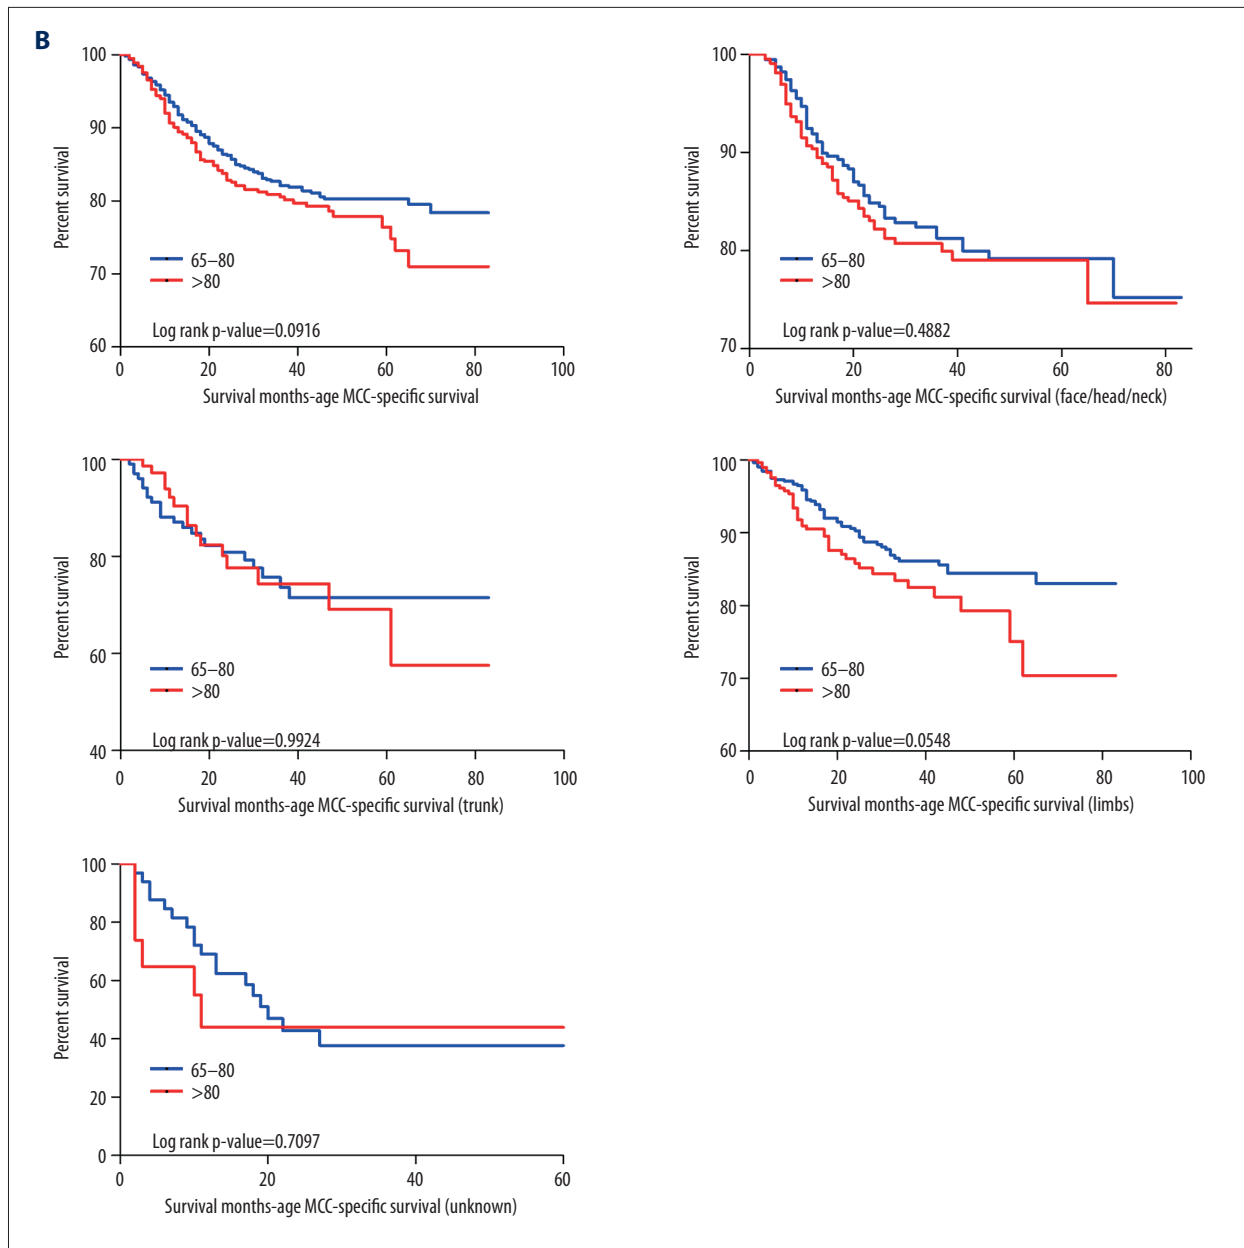 B
100
90
80
70
60
Percent survival
65–80
>80
Log rank p-value=0.0916
0 20 40 60 80 100
Survival months-age MCC-specific survival
100
90
80
70
Percent survival
65–80
>80
Log rank p-value=0.4882
0 20 40 60 80
Survival months-age MCC-specific survival (face/head/neck)
100
80
60
40
Percent survival
65–80
>80
Log rank p-value=0.9924
0 20 40 60 80 100
Survival months-age MCC-specific survival (trunk)
100
90
80
70
60
Percent survival
65–80
>80
Log rank p-value=0.0548
0 20 40 60 80 100
Survival months-age MCC-specific survival (limbs)
100
80
60
40
20
0
Percent survival
65–80
>80
Log rank p-value=0.7097
0 20 40 60
Survival months-age MCC-specific survival (unknown)